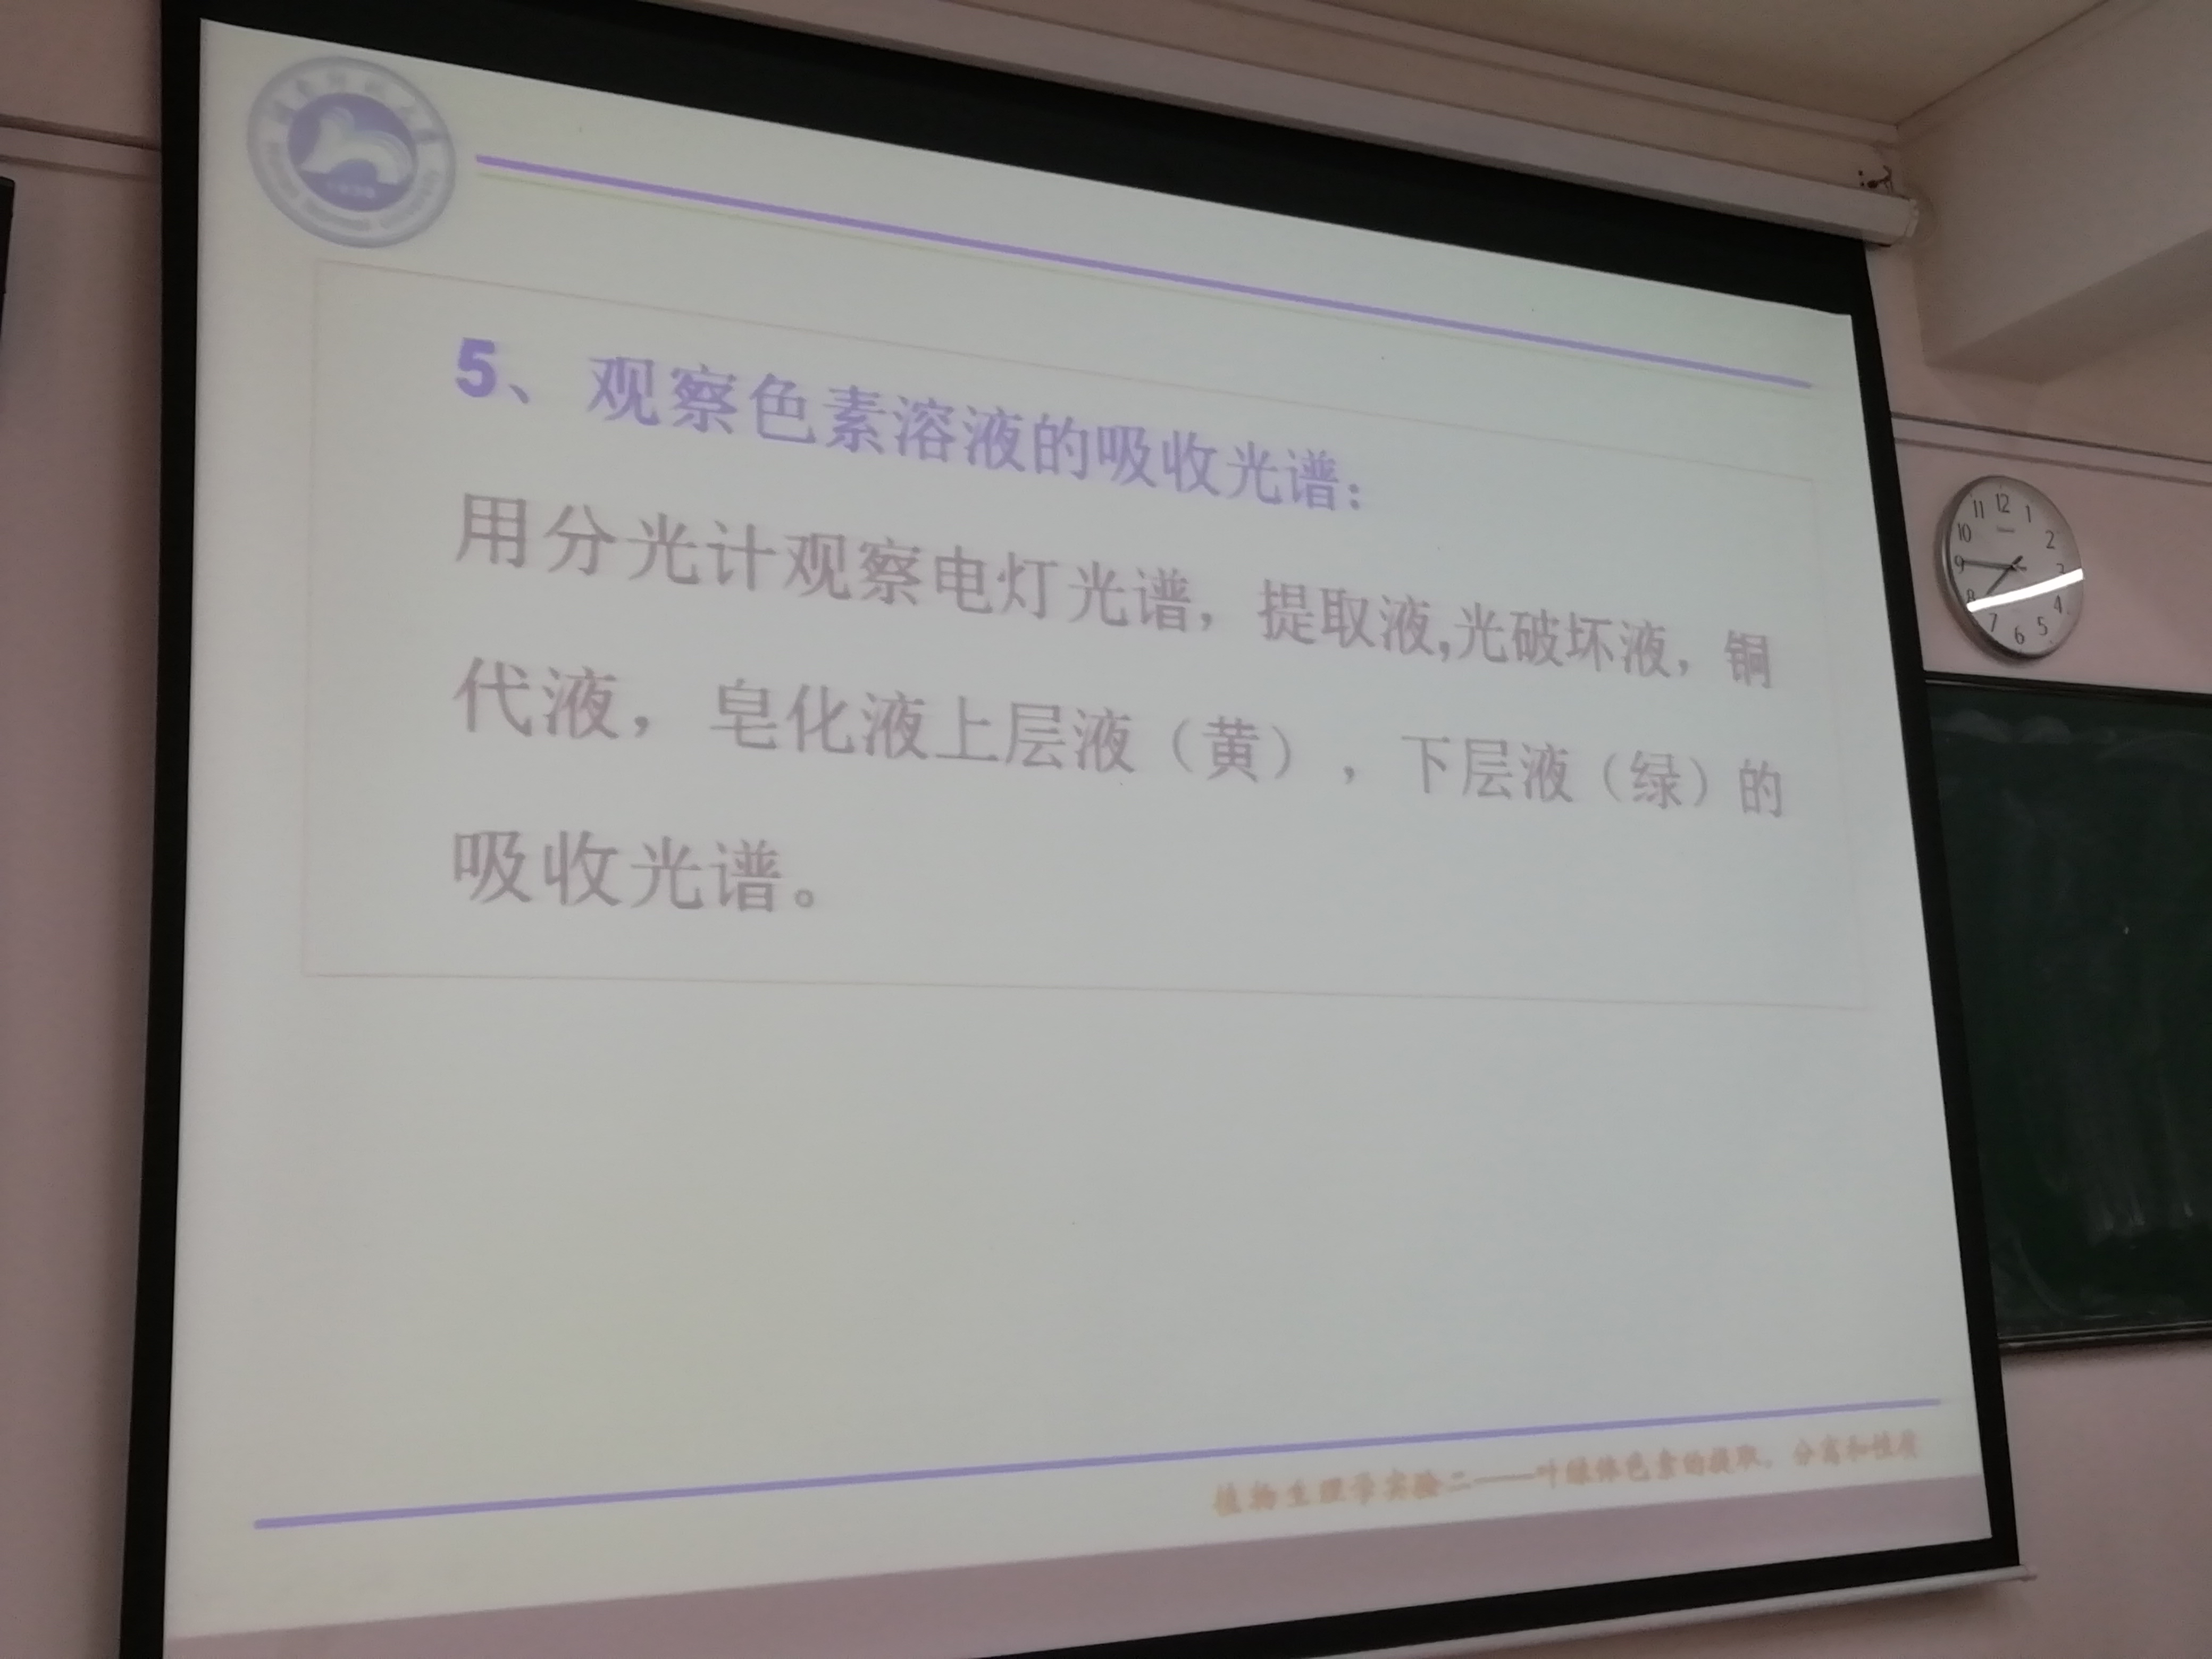 5、观察色素溶液的吸收光谱：
用分光计观察电灯光谱，提取液,光破坏液，铜
代液，皂化液上层液（黄），下层液（绿）的
吸收光谱。
植物生理学实验二——叶绿体色素的提取、分离和性质
11 12 1
10 2
9 3
8 4
7 6 5